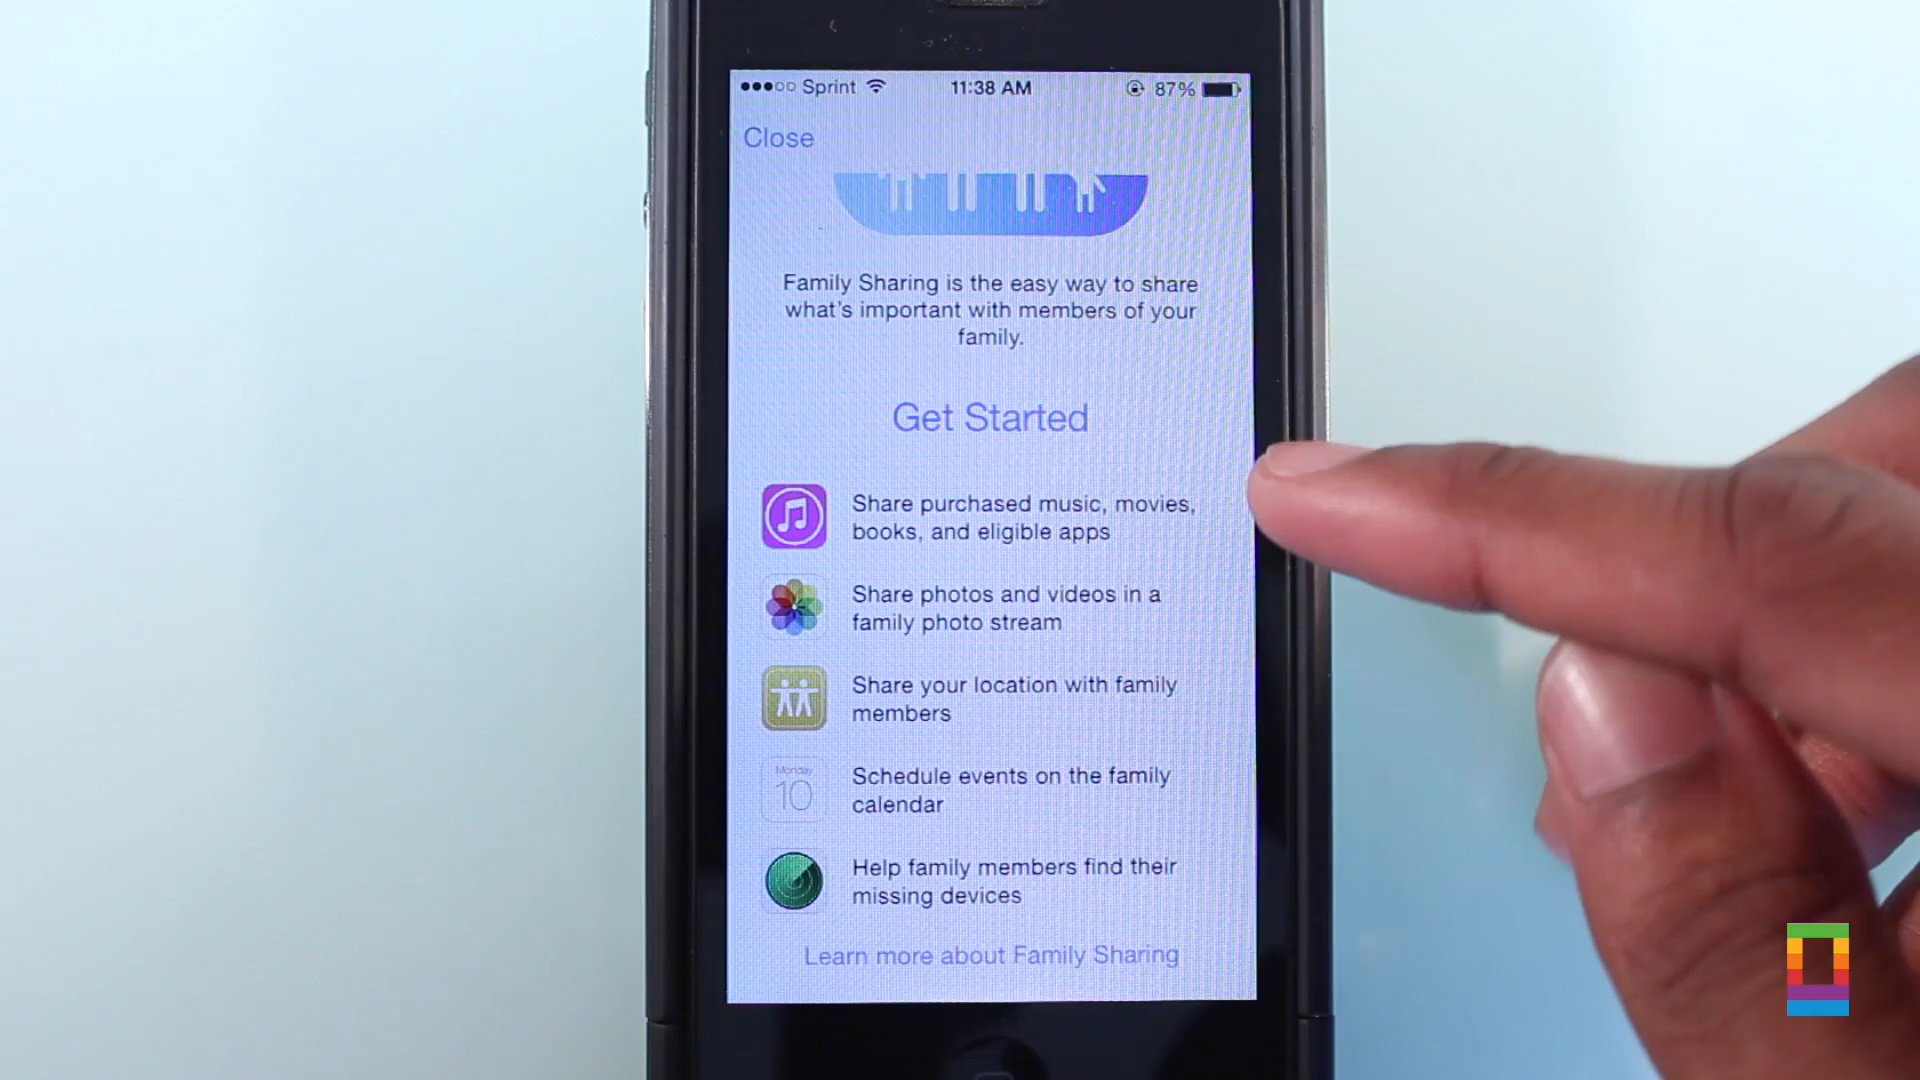 Sprint 11:38 AM 87%
Close
Family Sharing is the easy way to share
what's important with members of your
family.
Get Started
Share purchased music, movies,
books, and eligible apps
Share photos and videos in a
family photo stream
Share your location with family
members
Monday
10
Schedule events on the family
calendar
Help family members find their
missing devices
Learn more about Family Sharing